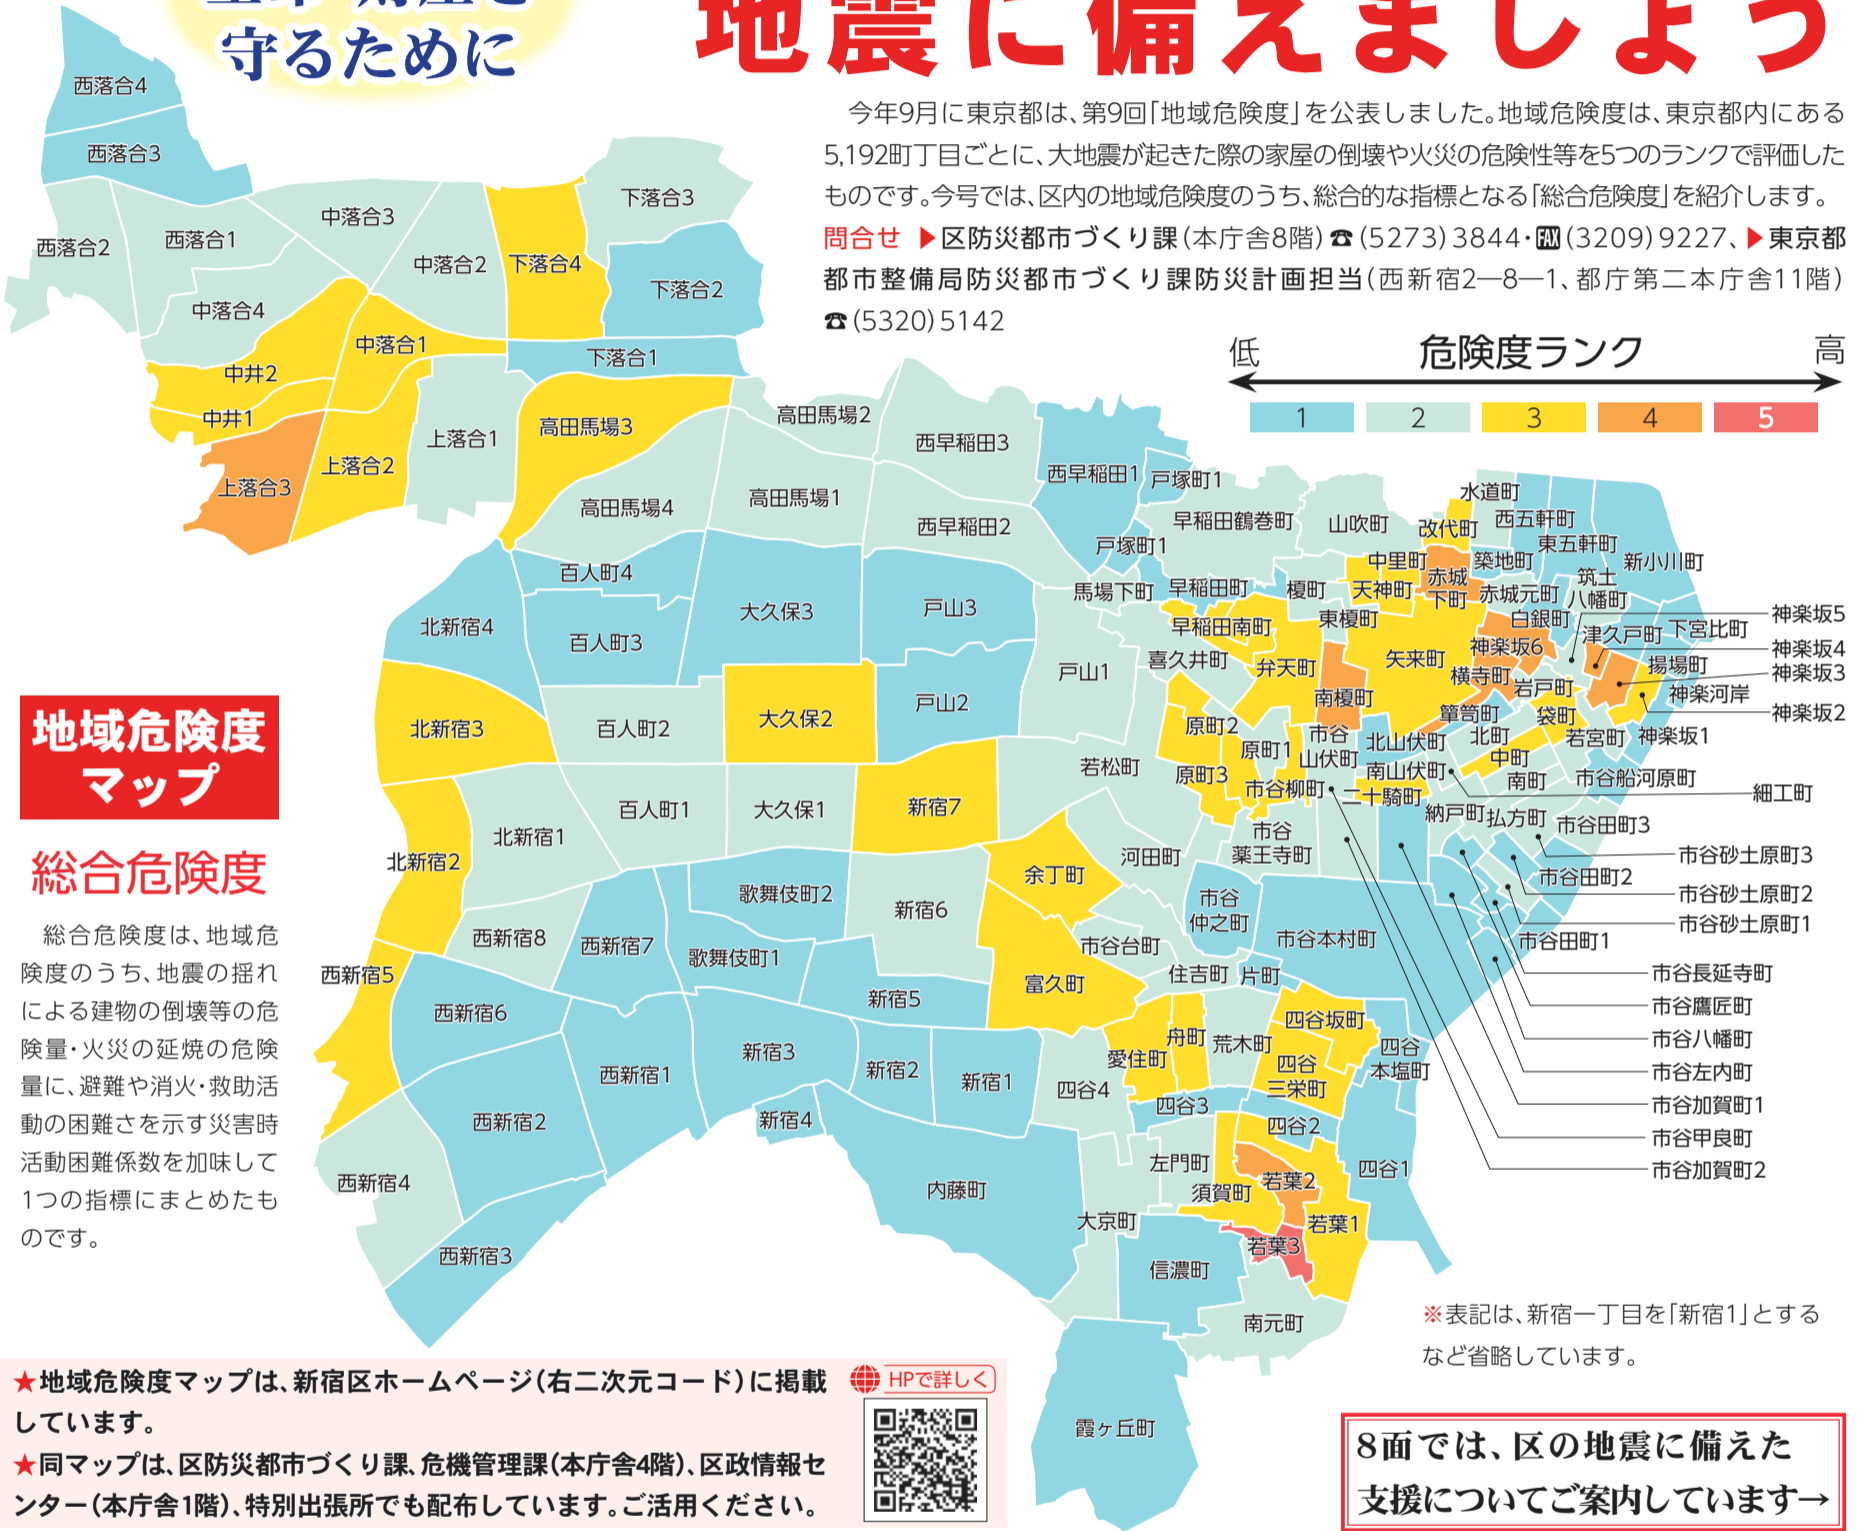 守るために
地震に備えましょう
今年9月に東京都は、第9回「地域危険度」を公表しました。地域危険度は、東京都内にある
5,192町丁目ごとに、大地震が起きた際の家屋の倒壊や火災の危険性等を5つのランクで評価した
ものです。今号では、区内の地域危険度のうち、総合的な指標となる「総合危険度」を紹介します。
問合せ ▶区防災都市づくり課(本庁舎8階)☎(5273)3844・FAX(3209)9227、▶東京都
都市整備局防災都市づくり課防災計画担当(西新宿2―8―1、都庁第二本庁舎11階)
☎(5320)5142
低 危険度ランク 高
1 2 3 4 5
西落合4
西落合3
西落合2
西落合1
中落合3
中落合2
中落合4
下落合4
下落合3
下落合2
下落合1
中落合1
中井2
中井1
上落合3
上落合2
上落合1
高田馬場3
高田馬場2
高田馬場4
高田馬場1
西早稲田3
西早稲田2
西早稲田1
戸塚町1
戸塚町1
早稲田鶴巻町
山吹町
改代町
水道町
西五軒町
東五軒町
新小川町
中里町
天神町
赤城
下町
築地町
赤城元町
筑土
八幡町
白銀町
津久戸町
下宮比町
揚場町
神楽河岸
馬場下町
早稲田町
榎町
東榎町
早稲田南町
喜久井町
弁天町
南榎町
矢来町
神楽坂6
横寺町
岩戸町
神楽坂5
神楽坂4
神楽坂3
神楽坂2
神楽坂1
若宮町
袋町
箪笥町
北町
中町
南町
北山伏町
南山伏町
市谷
山伏町
原町2
原町1
原町3
市谷柳町
二十騎町
納戸町
払方町
市谷船河原町
細工町
市谷田町3
市谷砂土原町3
市谷田町2
市谷砂土原町2
市谷砂土原町1
市谷田町1
市谷長延寺町
市谷鷹匠町
市谷八幡町
市谷左内町
市谷加賀町1
市谷甲良町
市谷加賀町2
百人町4
百人町3
百人町2
百人町1
大久保3
大久保2
大久保1
戸山3
戸山2
戸山1
若松町
河田町
市谷
薬王寺町
市谷
仲之町
市谷本村町
市谷台町
住吉町
片町
北新宿4
北新宿3
北新宿2
北新宿1
新宿7
余丁町
富久町
新宿6
新宿5
歌舞伎町2
歌舞伎町1
西新宿8
西新宿7
西新宿5
西新宿6
西新宿1
西新宿2
西新宿4
西新宿3
新宿3
新宿2
新宿1
新宿4
四谷4
愛住町
舟町
荒木町
四谷坂町
四谷
三栄町
四谷
本塩町
四谷3
四谷2
四谷1
左門町
須賀町
若葉2
若葉1
若葉3
大京町
信濃町
南元町
内藤町
霞ヶ丘町
地域危険度
マップ
総合危険度
総合危険度は、地域危
険度のうち、地震の揺れ
による建物の倒壊等の危
険量・火災の延焼の危険
量に、避難や消火・救助活
動の困難さを示す災害時
活動困難係数を加味して
1つの指標にまとめたも
のです。
※表記は、新宿一丁目を「新宿1」とする
など省略しています。
★地域危険度マップは、新宿区ホームページ(右二次元コード)に掲載
しています。
★同マップは、区防災都市づくり課、危機管理課(本庁舎4階)、区政情報セ
ンター(本庁舎1階)、特別出張所でも配布しています。ご活用ください。
HPで詳しく
8面では、区の地震に備えた
支援についてご案内しています→